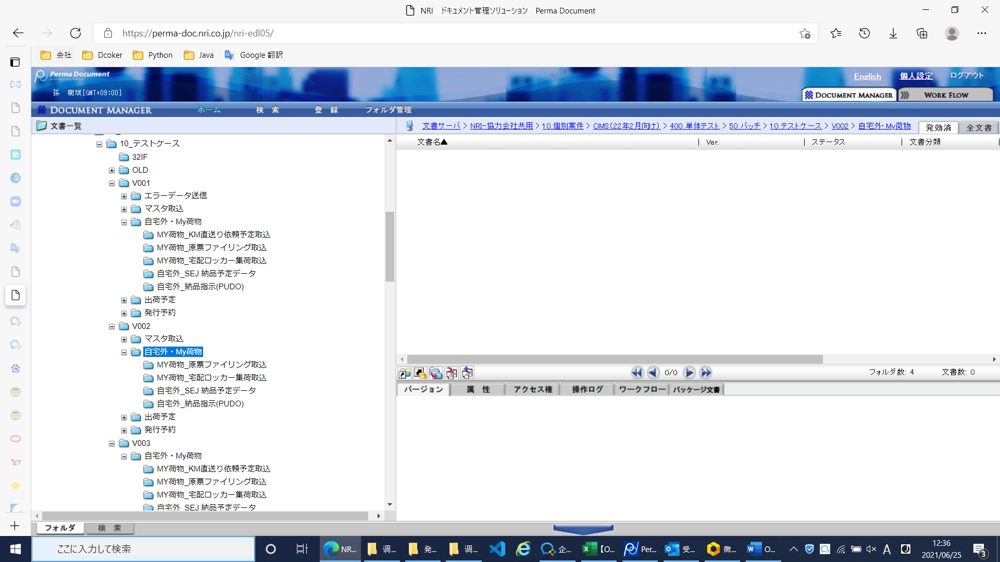 NRI　ドキュメント管理ソリューション　Perma Document
https://perma-doc.nri.co.jp/nri-edl05/
会社
Dcoker
Python
Java
Google 翻訳
Perma Document
English
個人設定
ログアウト
孫　樹斌[GMT+09:00]
DOCUMENT MANAGER
WORK FLOW
DOCUMENT MANAGER
ホーム
検　索
登　録
フォルダ管理
文書一覧
文書サーバ > NRI-協力会社共用 > 10.個別案件 > OMS(22年2月向け) > 400_単体テスト > 50_バッチ > 10_テストケース > V002 > 自宅外・My荷物
発効済
全文書
文書名▲
Ver.
ステータス
文書分類
10_テストケース
32IF
OLD
V001
エラーデータ送信
マスタ取込
自宅外・My荷物
MY荷物_KM直送り依頼予定取込
MY荷物_原票ファイリング取込
MY荷物_宅配ロッカー集荷取込
自宅外_SEJ 納品予定データ
自宅外_納品指示(PUDO)
出荷予定
発行予約
V002
マスタ取込
自宅外・My荷物
MY荷物_原票ファイリング取込
MY荷物_宅配ロッカー集荷取込
自宅外_SEJ 納品予定データ
自宅外_納品指示(PUDO)
出荷予定
発行予約
V003
自宅外・My荷物
MY荷物_KM直送り依頼予定取込
MY荷物_原票ファイリング取込
MY荷物_宅配ロッカー集荷取込
自宅外_SEJ 納品予定データ
0/0
フォルダ数: 4
文書数: 0
バージョン
属　性
アクセス権
操作ログ
ワークフロー
パッケージ文書
フォルダ
検　索
ここに入力して検索
NR...
调...
発...
调...
企...
【O...
Per...
受...
微...
O...
A
12:36
2021/06/25
3